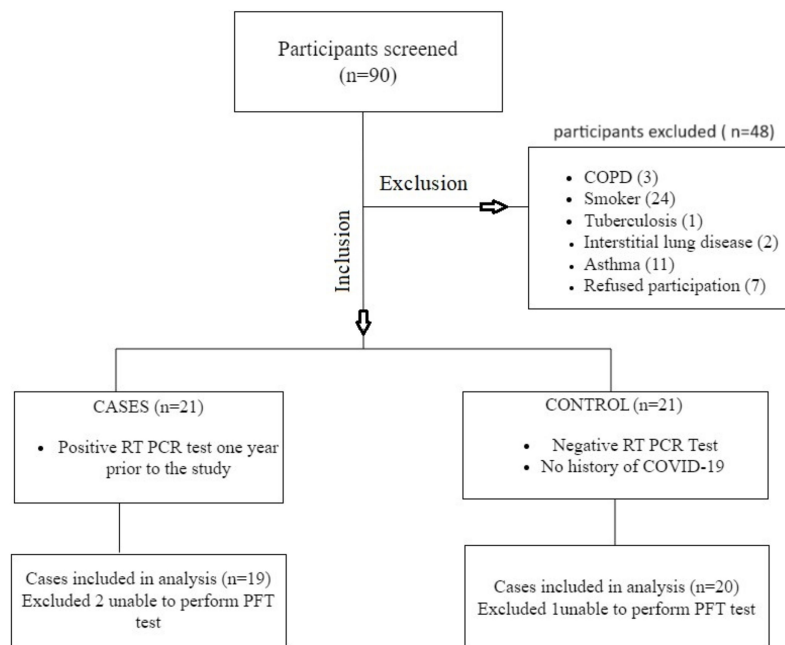 Participants screened
(n=90)
participants excluded ( n=48)
Exclusion
• COPD (3)
• Smoker (24)
• Tuberculosis (1)
• Interstitial lung disease (2)
• Asthma (11)
• Refused participation (7)
Inclusion
CASES (n=21)
• Positive RT PCR test one year
prior to the study
CONTROL (n=21)
• Negative RT PCR Test
• No history of COVID-19
Cases included in analysis (n=19)
Excluded 2 unable to perform PFT
test
Cases included in analysis (n=20)
Excluded 1unable to perform PFT test